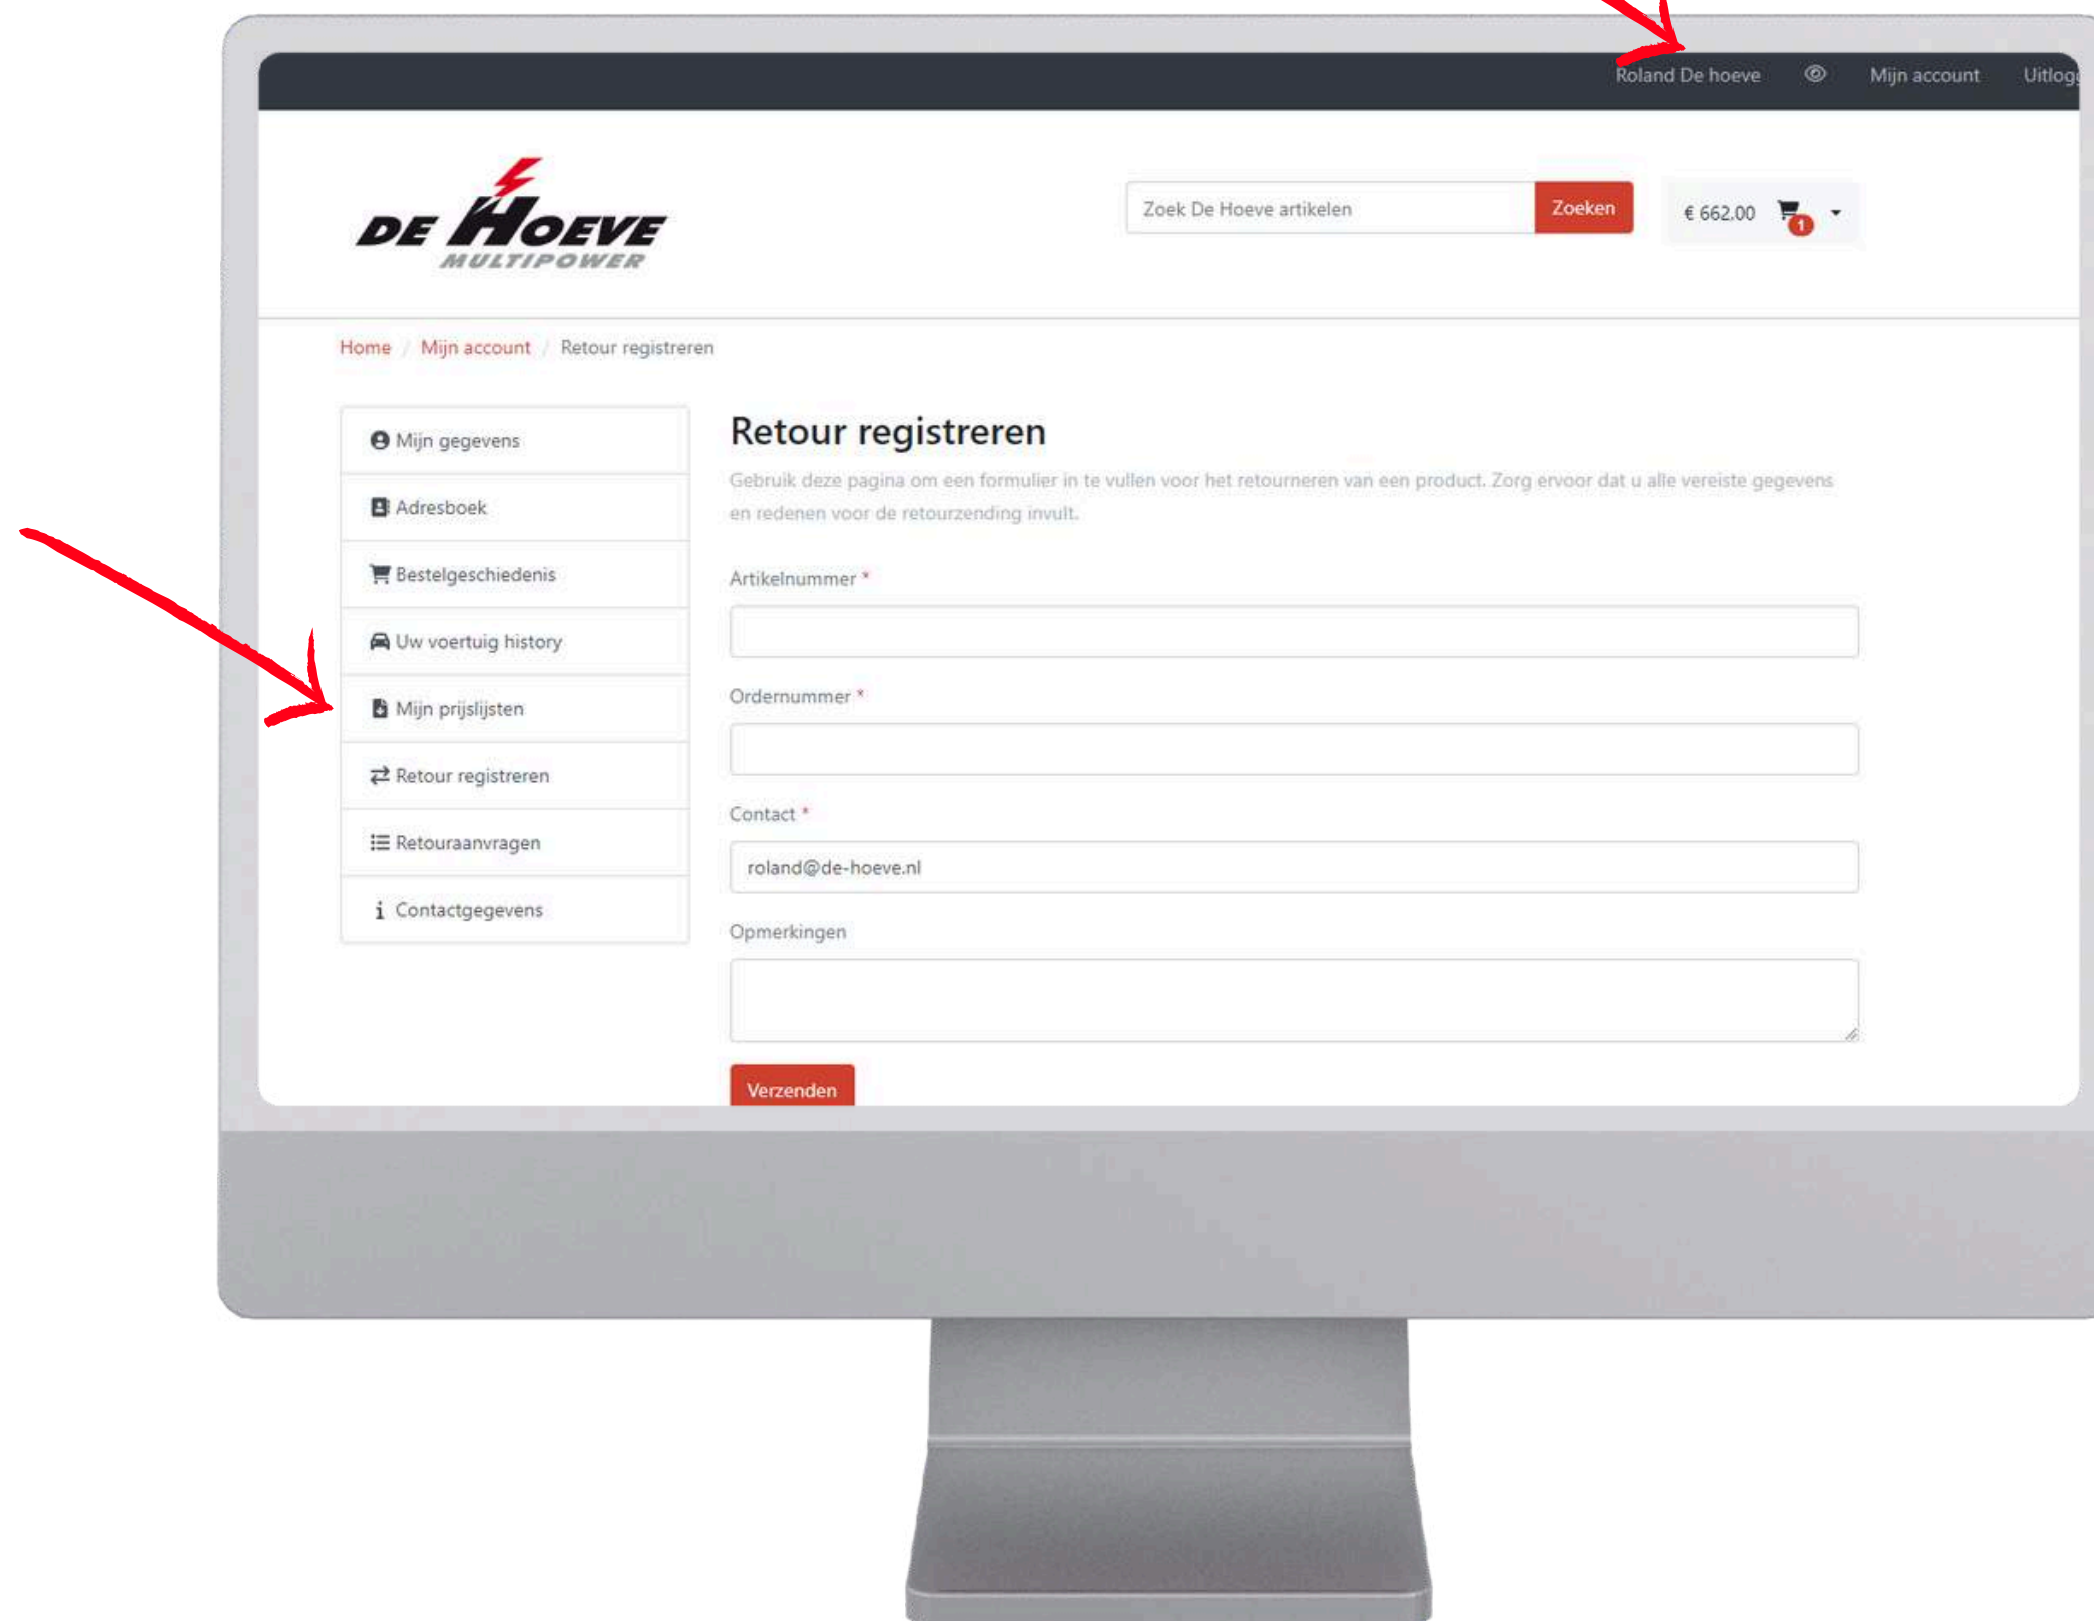 Roland De hoeve Mijn account Uitlogg
DE HOEVE
MULTIPOWER
Zoek De Hoeve artikelen Zoeken € 662.00 1
Home / Mijn account / Retour registreren
Mijn gegevens
Adresboek
Bestelgeschiedenis
Uw voertuig history
Mijn prijslijsten
Retour registreren
Retouraanvragen
Contactgegevens
Retour registreren
Gebruik deze pagina om een formulier in te vullen voor het retourneren van een product. Zorg ervoor dat u alle vereiste gegevens
en redenen voor de retourzending invult.
Artikelnummer *
Ordernummer *
Contact *
roland@de-hoeve.nl
Opmerkingen
Verzenden